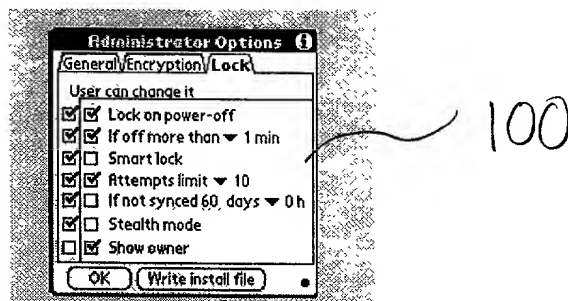 Administrator Options i
General Encryption Lock
User can change it
Lock on power-off
If off more than 1 min
Smart lock
Attempts limit 10
If not synced 60 days 0 h
Stealth mode
Show owner
OK Write install file
100